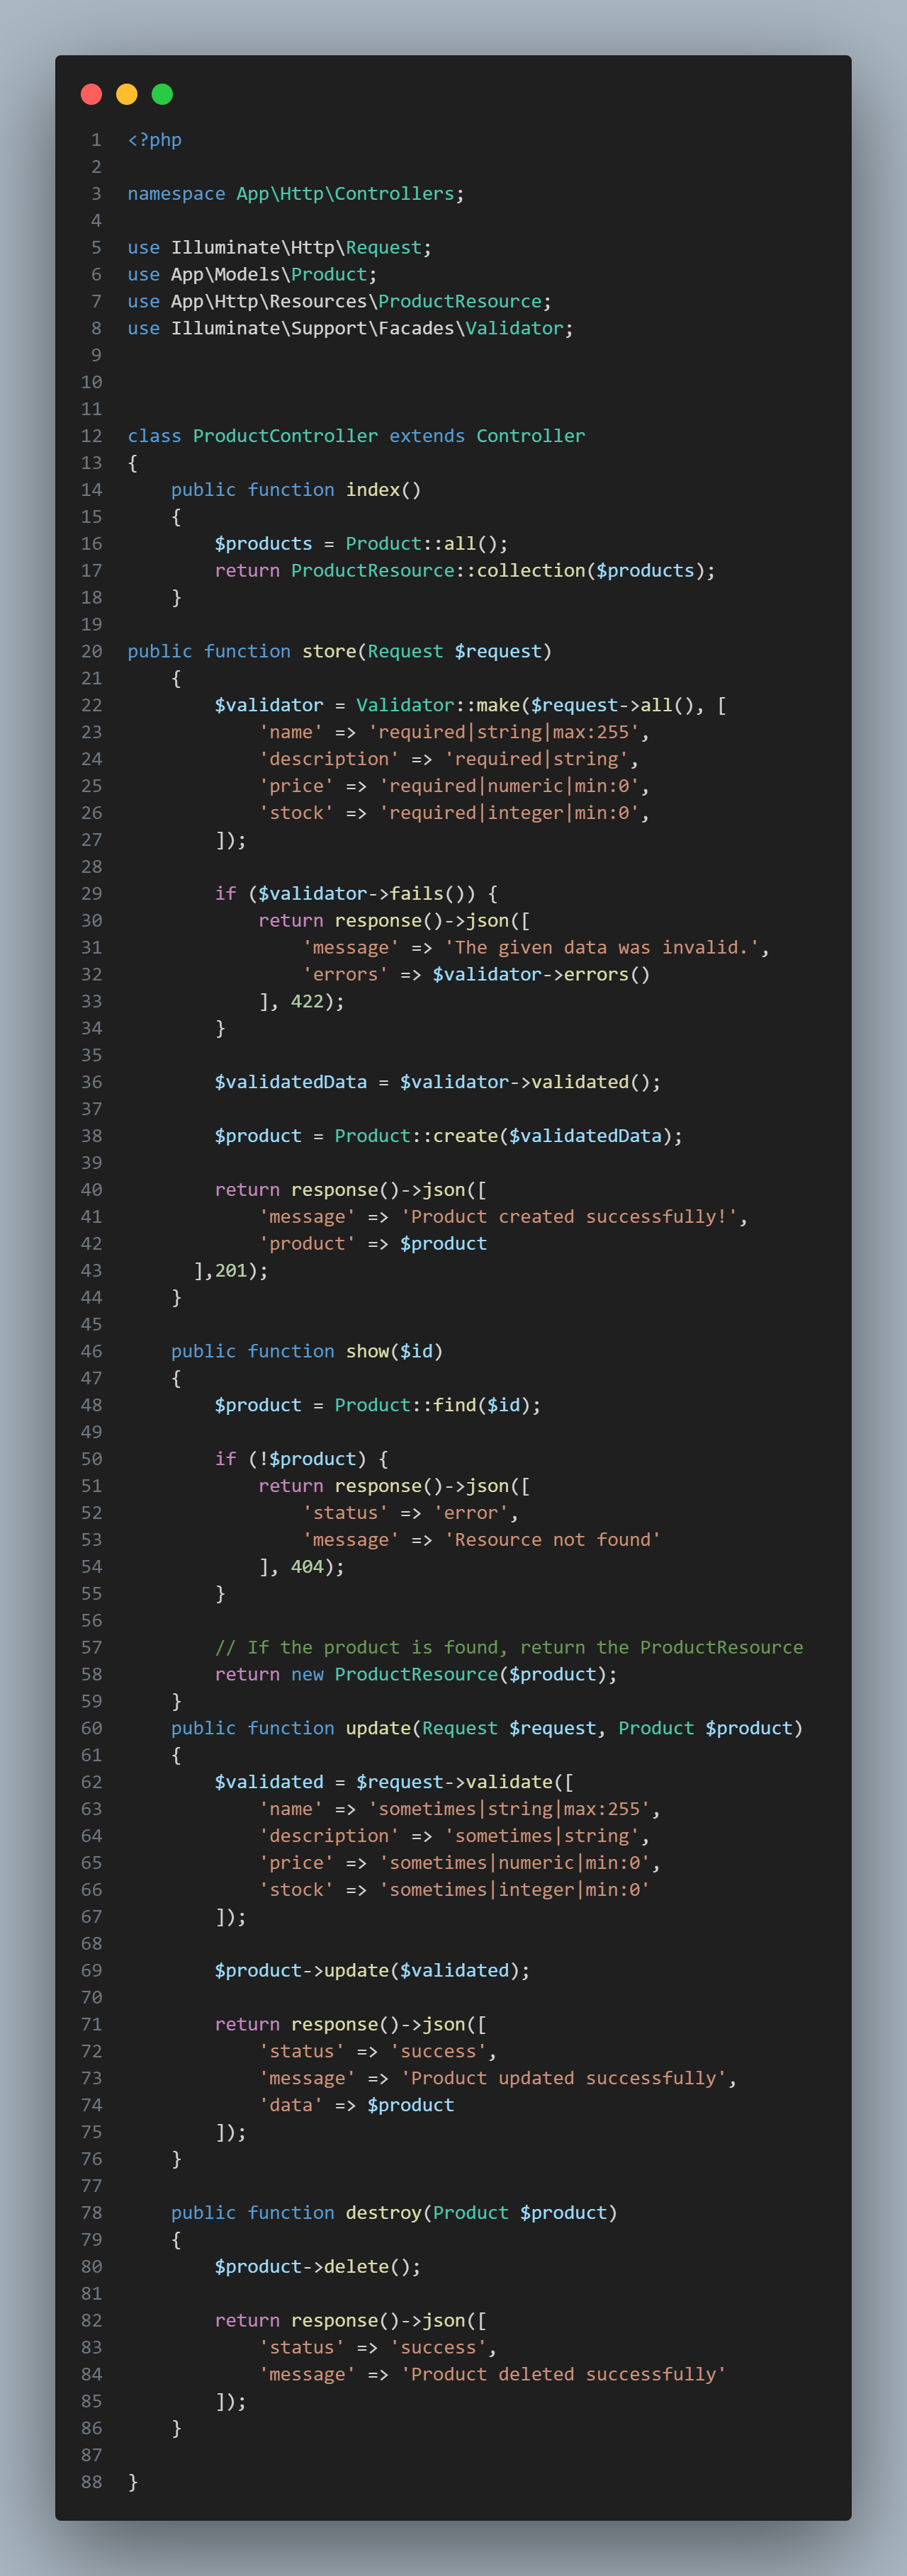 1 <?php
2
3 namespace App\Http\Controllers;
4
5 use Illuminate\Http\Request;
6 use App\Models\Product;
7 use App\Http\Resources\ProductResource;
8 use Illuminate\Support\Facades\Validator;
9
10
11
12 class ProductController extends Controller
13 {
14     public function index()
15     {
16         $products = Product::all();
17         return ProductResource::collection($products);
18     }
19
20 public function store(Request $request)
21     {
22         $validator = Validator::make($request->all(), [
23             'name' => 'required|string|max:255',
24             'description' => 'required|string',
25             'price' => 'required|numeric|min:0',
26             'stock' => 'required|integer|min:0',
27         ]);
28
29         if ($validator->fails()) {
30             return response()->json([
31                 'message' => 'The given data was invalid.',
32                 'errors' => $validator->errors()
33             ], 422);
34         }
35
36         $validatedData = $validator->validated();
37
38         $product = Product::create($validatedData);
39
40         return response()->json([
41             'message' => 'Product created successfully!',
42             'product' => $product
43       ],201);
44     }
45
46     public function show($id)
47     {
48         $product = Product::find($id);
49
50         if (!$product) {
51             return response()->json([
52                 'status' => 'error',
53                 'message' => 'Resource not found'
54             ], 404);
55         }
56
57         // If the product is found, return the ProductResource
58         return new ProductResource($product);
59     }
60     public function update(Request $request, Product $product)
61     {
62         $validated = $request->validate([
63             'name' => 'sometimes|string|max:255',
64             'description' => 'sometimes|string',
65             'price' => 'sometimes|numeric|min:0',
66             'stock' => 'sometimes|integer|min:0'
67         ]);
68
69         $product->update($validated);
70
71         return response()->json([
72             'status' => 'success',
73             'message' => 'Product updated successfully',
74             'data' => $product
75         ]);
76     }
77
78     public function destroy(Product $product)
79     {
80         $product->delete();
81
82         return response()->json([
83             'status' => 'success',
84             'message' => 'Product deleted successfully'
85         ]);
86     }
87
88 }